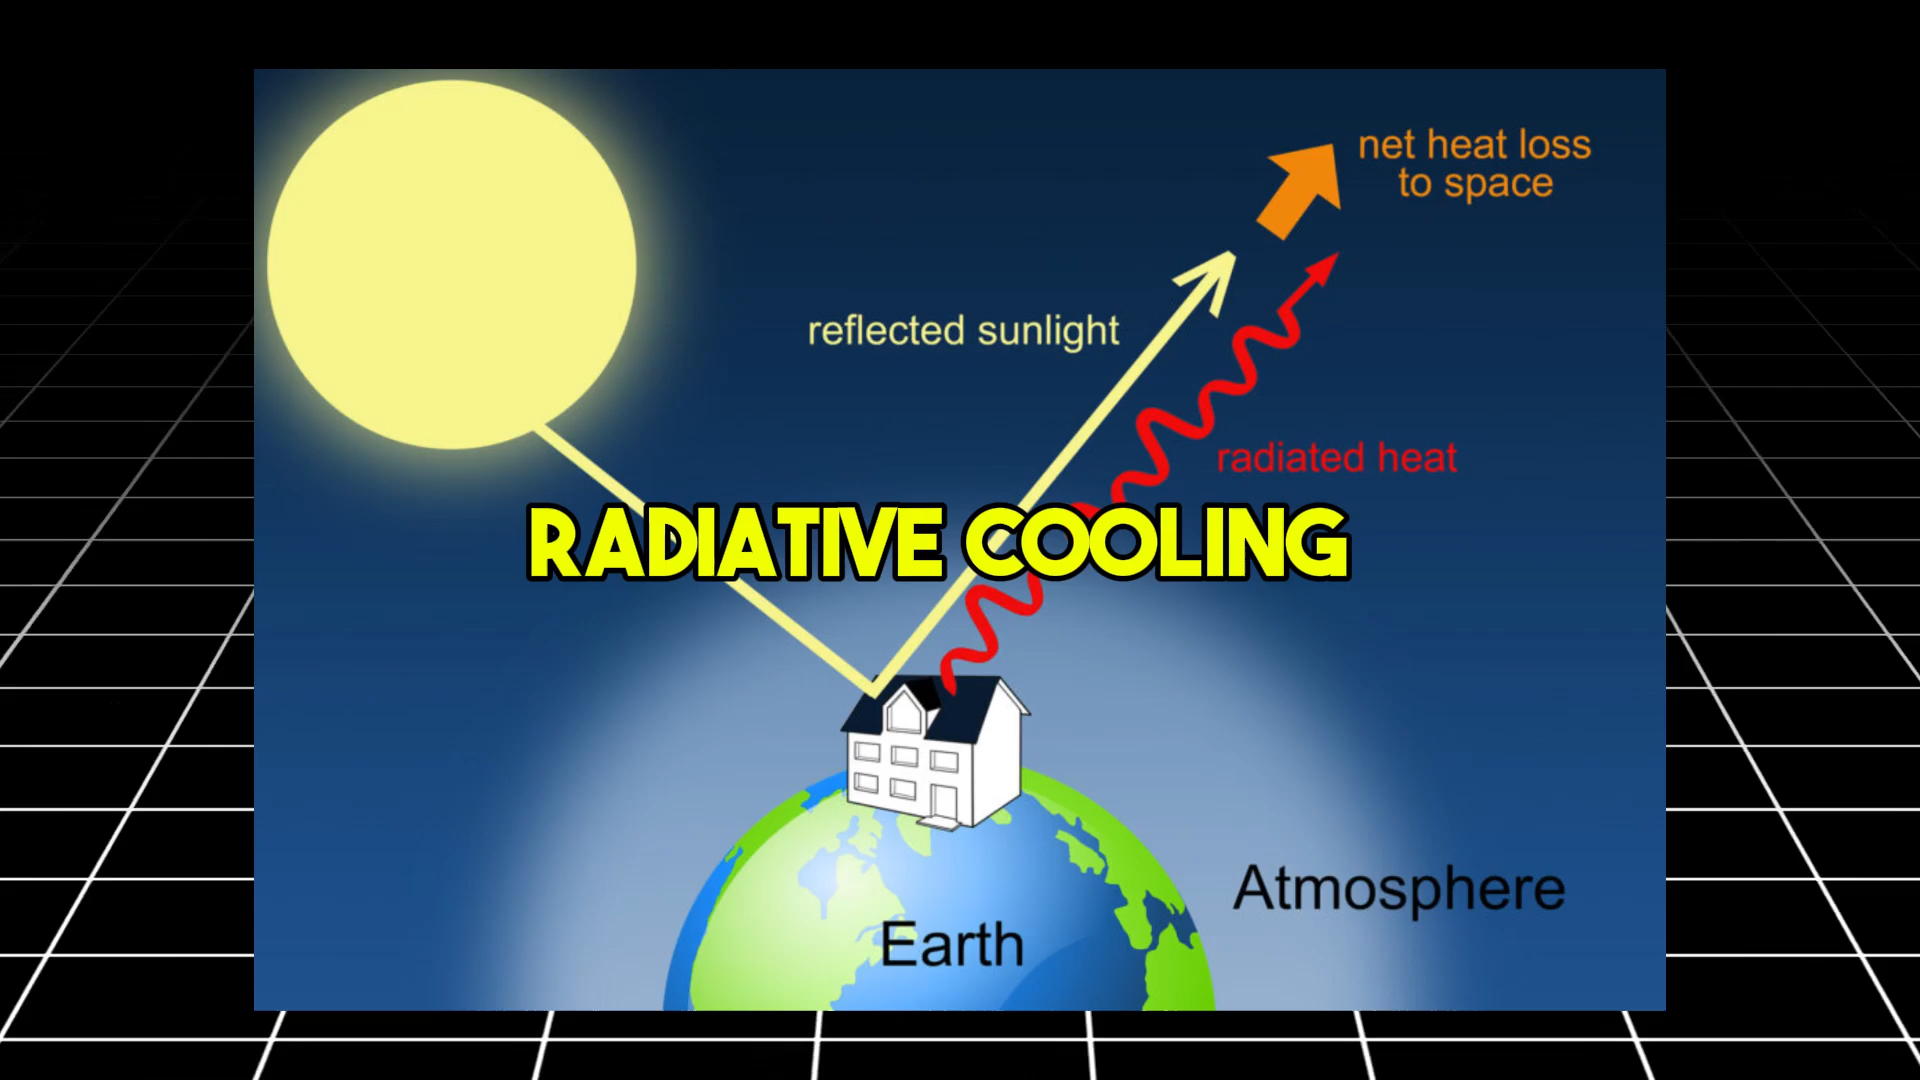 net heat loss
to space
reflected sunlight
radiated heat
RADIATIVE COOLING
Atmosphere
Earth